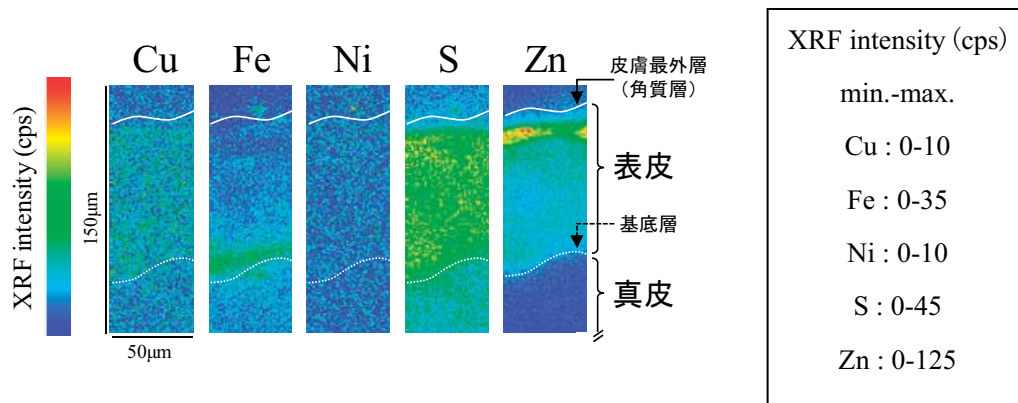 Cu Fe Ni S Zn
XRF intensity (cps)
150μm
50μm
皮膚最外層
（角質層）
表皮
基底層
真皮
XRF intensity (cps)
min.-max.
Cu : 0-10
Fe : 0-35
Ni : 0-10
S : 0-45
Zn : 0-125